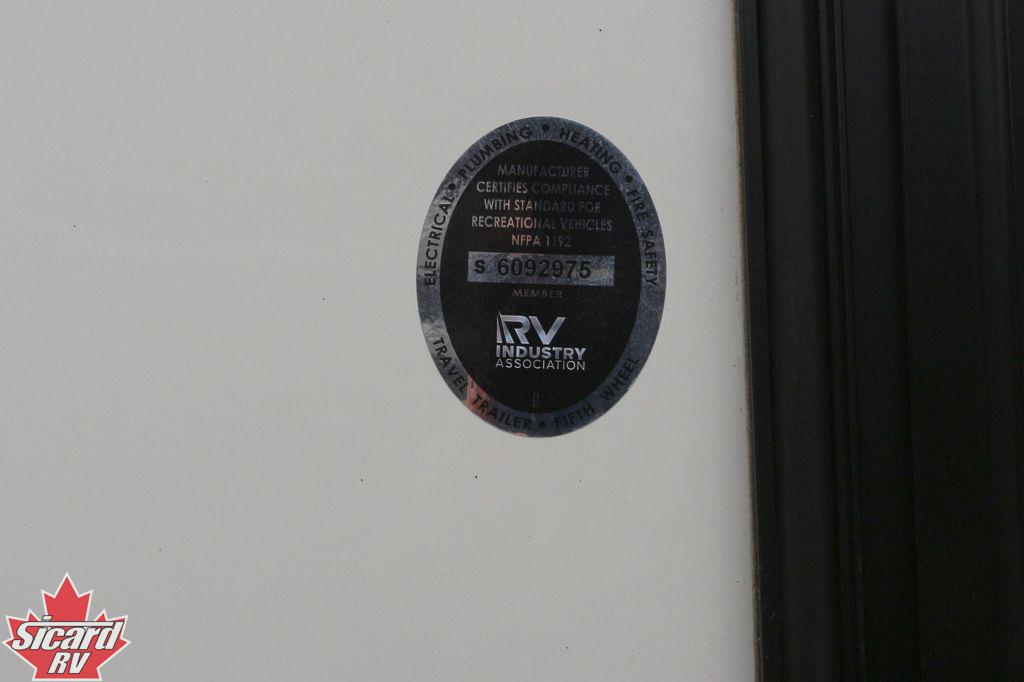 ELECTRICAL • PLUMBING • HEATING • FIRE SAFETY
MANUFACTURER
CERTIFIES COMPLIANCE
WITH STANDARD FOR
RECREATIONAL VEHICLES
NFPA 1192
S 6092975
MEMBER
RV
INDUSTRY
ASSOCIATION
D
TRAVEL TRAILER • FIFTH WHEEL
Sicard
RV